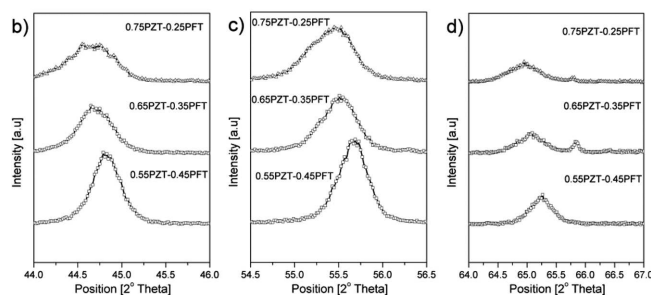 b)
0.75PZT-0.25PFT
0.65PZT-0.35PFT
0.55PZT-0.45PFT
Intensity [a.u]
44.0 44.5 45.0 45.5 46.0
Position [2° Theta]
c)
0.75PZT-0.25PFT
0.65PZT-0.35PFT
0.55PZT-0.45PFT
Intensity [a.u]
54.5 55.0 55.5 56.0 56.5
Position [2° Theta]
d)
0.75PZT-0.25PFT
0.65PZT-0.35PFT
0.55PZT-0.45PFT
Intensity [a.u]
64.0 64.5 65.0 65.5 66.0 66.5 67.0
Position [2° Theta]